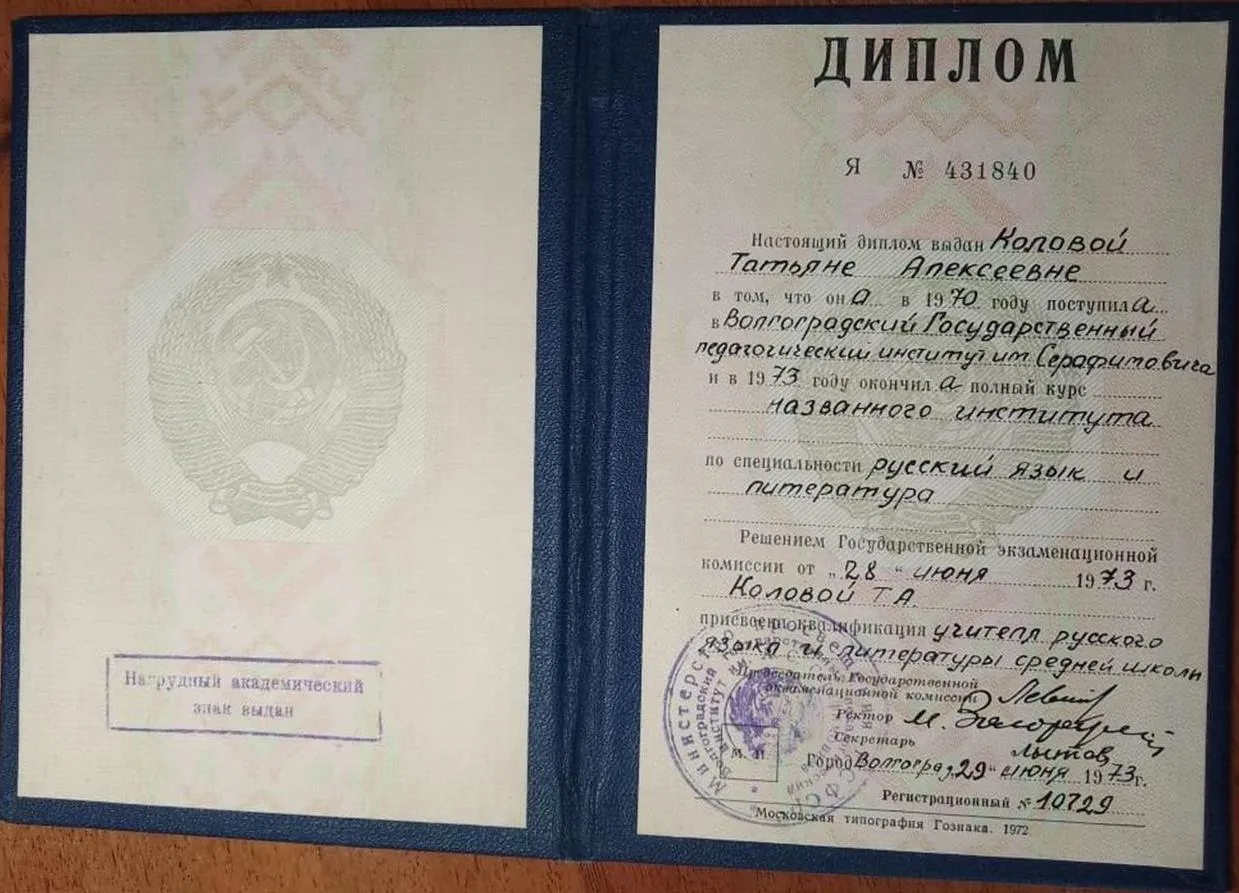 Нагрудный академический
знак выдан
ДИПЛОМ
Я № 431840
Настоящий диплом выдан Коловой
Татьяне Алексеевне
в том, что она в 1970 году поступила
в Волгоградский Государственный
педагогический институт им Серафимовича
и в 1973 году окончила полный курс
названного института
по специальности русский язык и
литература
Решением Государственной экзаменационной
комиссии от „28“ июня 1973 г.
Коловой Т А.
присвоена квалификация учителя русского
языка и литературы средней школы
Председатель Государственной
экзаменационной комиссии
Ректор М.
Секретарь Лытов
Город Волгоград „29“ июня 1973 г.
М. П.
Регистрационный № 10729
Московская типография Гознака. 1972